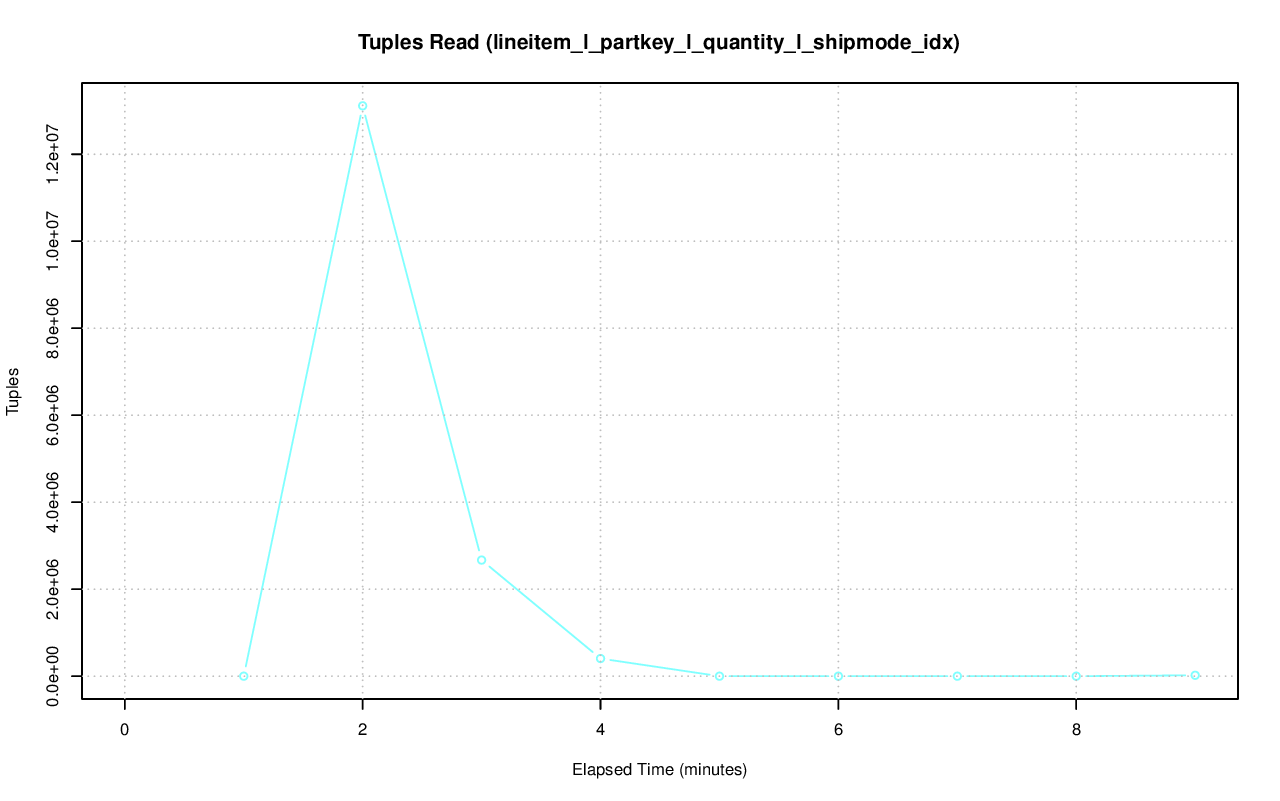 Tuples Read (lineitem_l_partkey_l_quantity_l_shipmode_idx)
Tuples
1.2e+07
1.0e+07
8.0e+06
6.0e+06
4.0e+06
2.0e+06
0.0e+00
0 2 4 6 8
Elapsed Time (minutes)